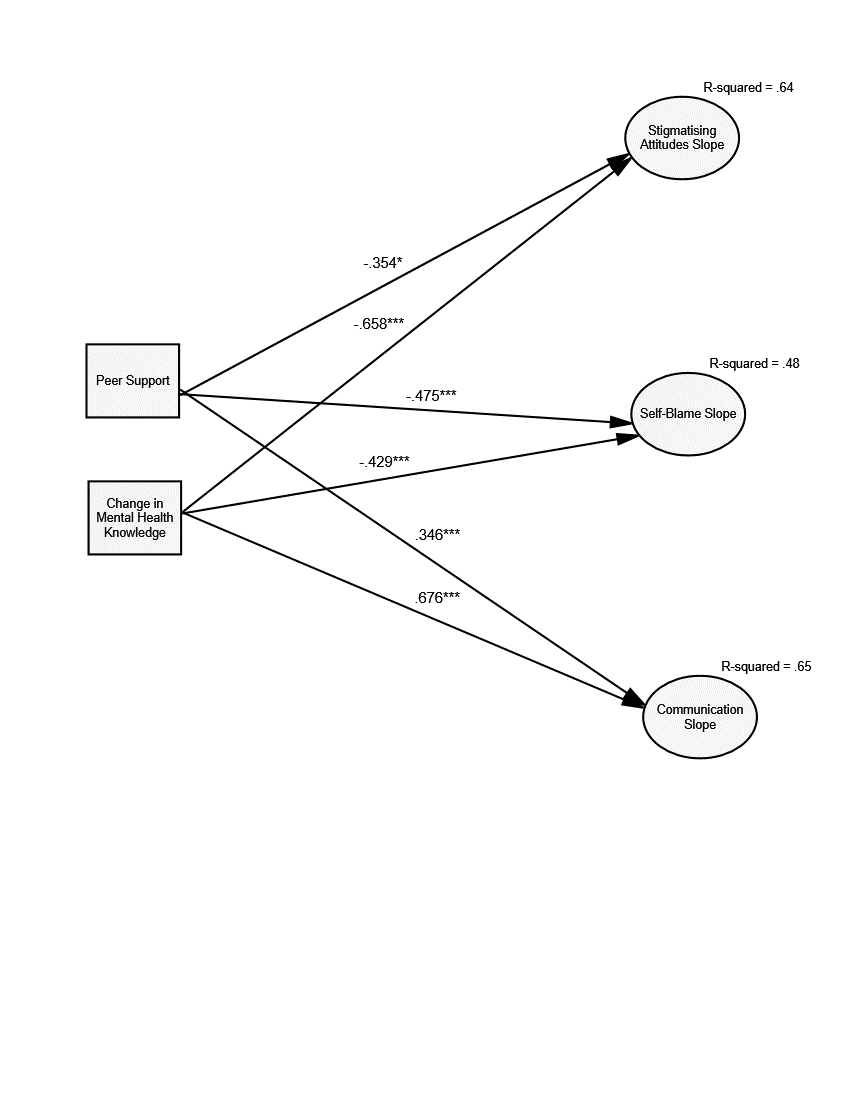 R-squared = .64
Stigmatising
Attitudes Slope
-.354*
-.658***
Peer Support
R-squared = .48
-.475***
Self-Blame Slope
-.429***
Change in
Mental Health
Knowledge
.346***
.676***
R-squared = .65
Communication
Slope